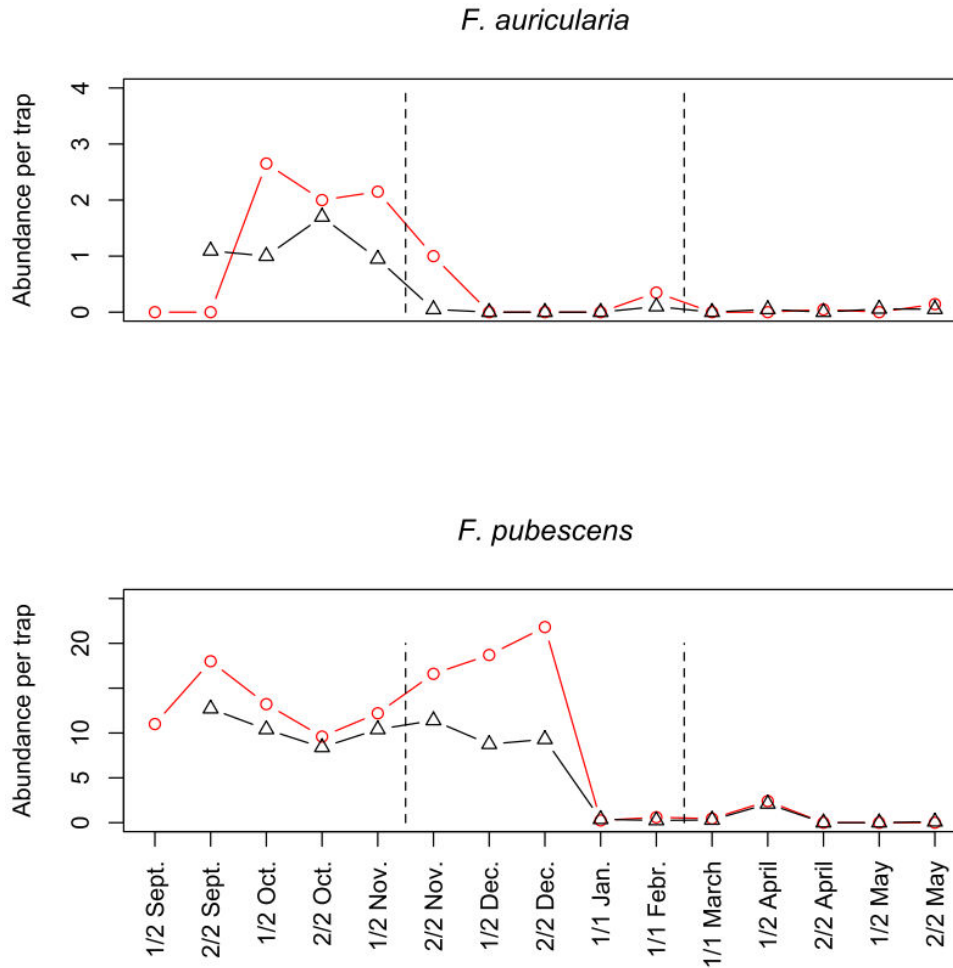 F. auricularia
Abundance per trap
4
3
2
1
0
F. pubescens
Abundance per trap
20
10
5
0
1/2 Sept.
2/2 Sept.
1/2 Oct.
2/2 Oct.
1/2 Nov.
2/2 Nov.
1/2 Dec.
2/2 Dec.
1/1 Jan.
1/1 Febr.
1/1 March
1/2 April
2/2 April
1/2 May
2/2 May